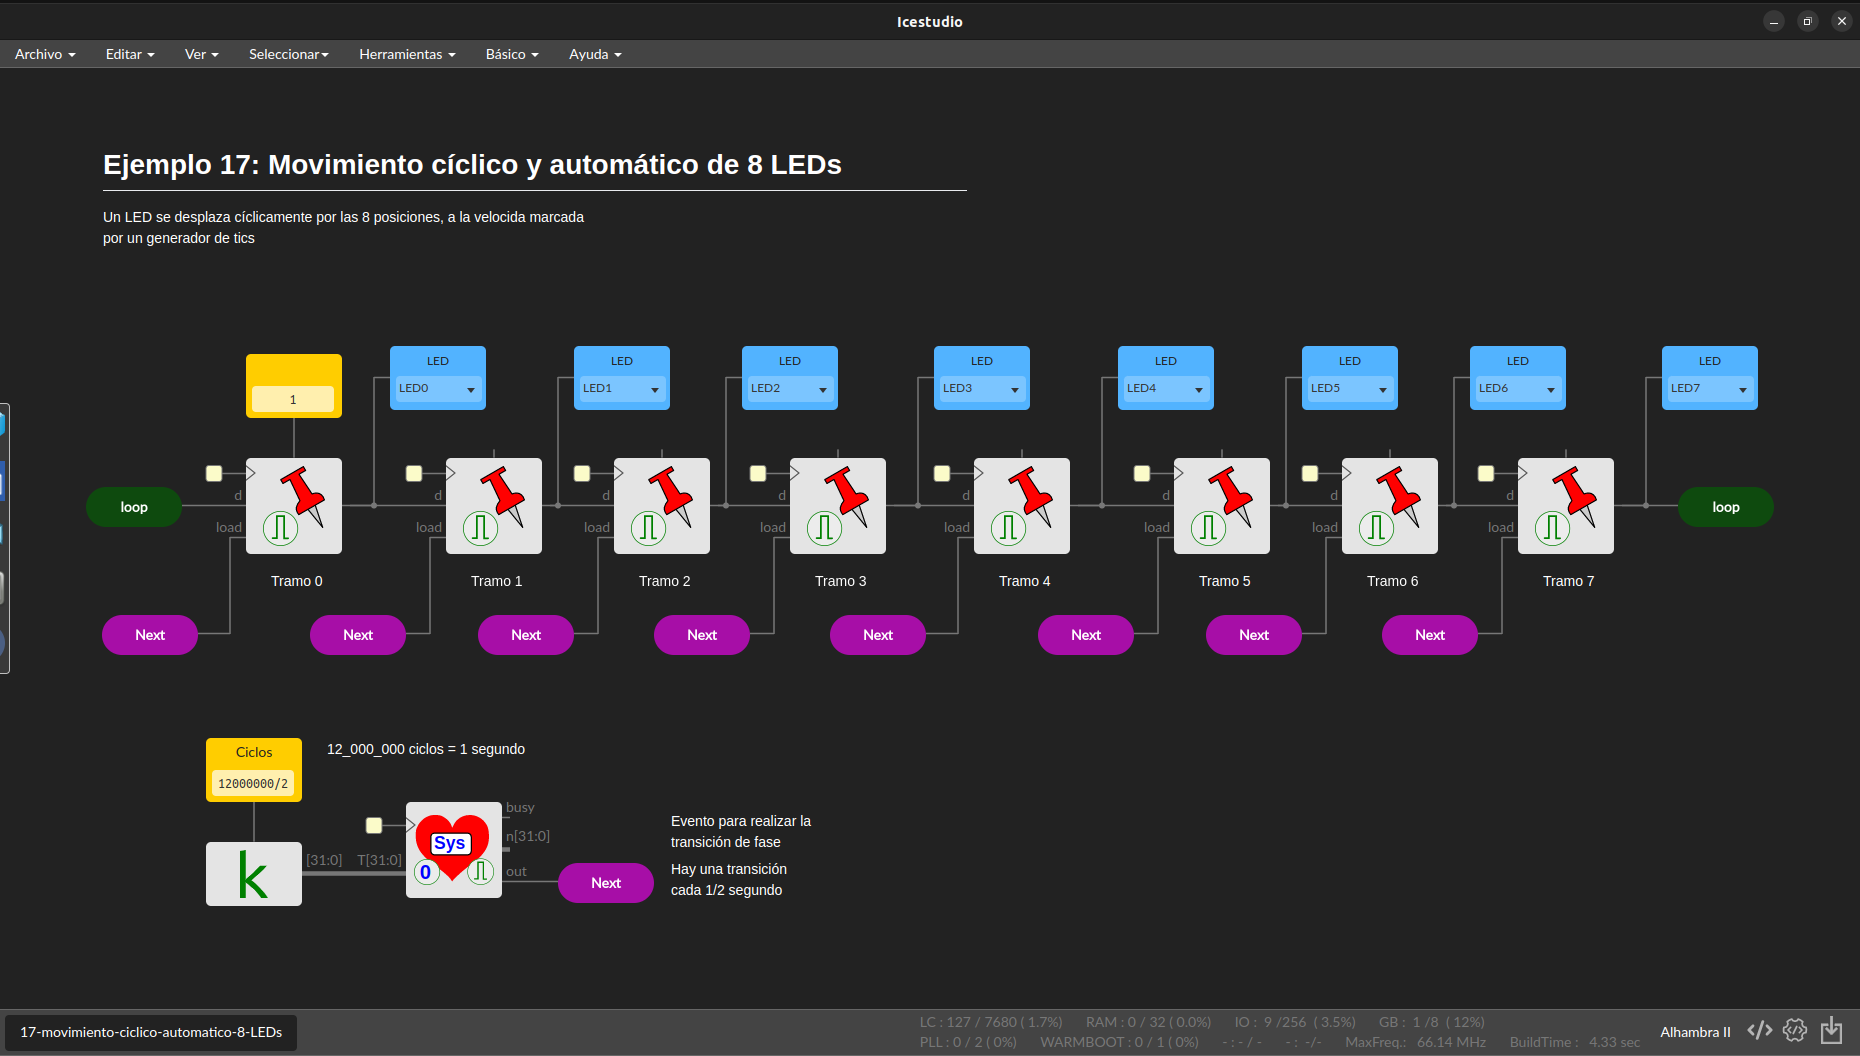 Icestudio
Archivo Editar Ver Seleccionar Herramientas Básico Ayuda
Ejemplo 17: Movimiento cíclico y automático de 8 LEDs
Un LED se desplaza cíclicamente por las 8 posiciones, a la velocida marcada
por un generador de tics
LED LED LED LED LED LED LED LED
1 LED0 LED1 LED2 LED3 LED4 LED5 LED6 LED7
d d d d d d d d
loop loop
load load load load load load load load
Tramo 0 Tramo 1 Tramo 2 Tramo 3 Tramo 4 Tramo 5 Tramo 6 Tramo 7
Next Next Next Next Next Next Next Next
Ciclos 12_000_000 ciclos = 1 segundo
12000000/2
busy
Evento para realizar la
n[31:0]
Sys
transición de fase
k [31:0] T[31:0]
0 out
Hay una transición
Next
cada 1/2 segundo
17-movimiento-ciclico-automatico-8-LEDs
LC : 127 / 7680 ( 1.7%) RAM : 0 / 32 ( 0.0%) IO : 9 /256 ( 3.5%) GB : 1 /8 ( 12%)
PLL : 0 / 2 ( 0%) WARMBOOT : 0 / 1 ( 0%) - : - / - - : -/- MaxFreq.: 66.14 MHz BuildTime : 4.33 sec
Alhambra II